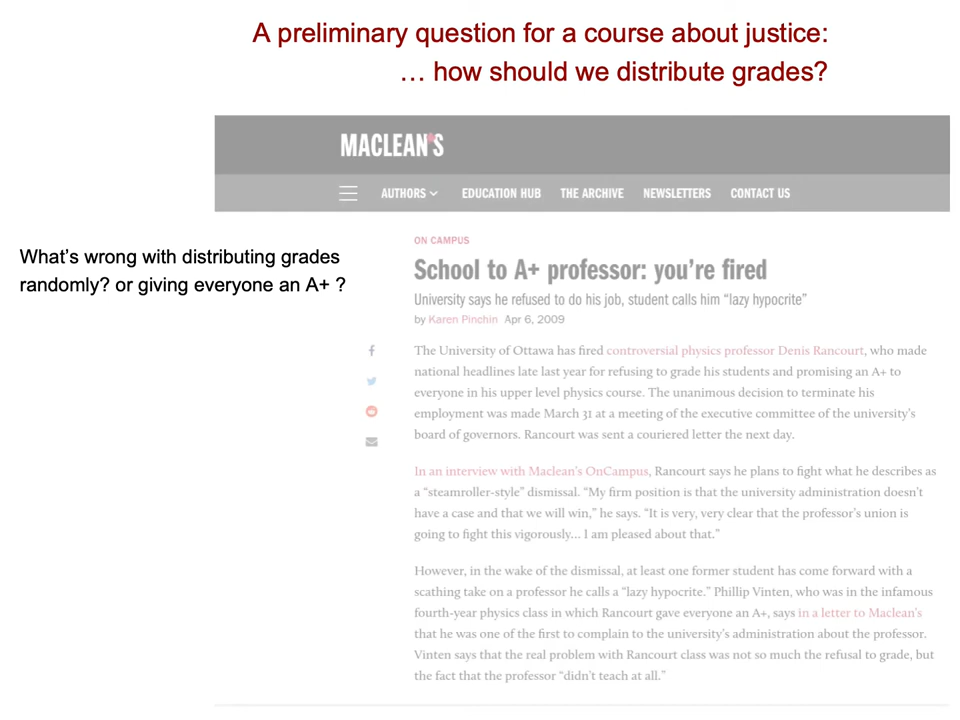 A preliminary question for a course about justice:
… how should we distribute grades?
MACLEAN'S
AUTHORS
EDUCATION HUB
THE ARCHIVE
NEWSLETTERS
CONTACT US
What's wrong with distributing grades
randomly? or giving everyone an A+ ?
ON CAMPUS
School to A+ professor: you're fired
University says he refused to do his job, student calls him “lazy hypocrite”
by Karen Pinchin Apr 6, 2009
The University of Ottawa has fired controversial physics professor Denis Rancourt, who made
national headlines late last year for refusing to grade his students and promising an A+ to
everyone in his upper level physics course. The unanimous decision to terminate his
employment was made March 31 at a meeting of the executive committee of the university's
board of governors. Rancourt was sent a couriered letter the next day.
In an interview with Maclean's OnCampus, Rancourt says he plans to fight what he describes as
a “steamroller-style” dismissal. “My firm position is that the university administration doesn't
have a case and that we will win,” he says. “It is very, very clear that the professor's union is
going to fight this vigorously… I am pleased about that.”
However, in the wake of the dismissal, at least one former student has come forward with a
scathing take on a professor he calls a “lazy hypocrite.” Phillip Vinten, who was in the infamous
fourth-year physics class in which Rancourt gave everyone an A+, says in a letter to Maclean's
that he was one of the first to complain to the university's administration about the professor.
Vinten says that the real problem with Rancourt class was not so much the refusal to grade, but
the fact that the professor “didn't teach at all.”